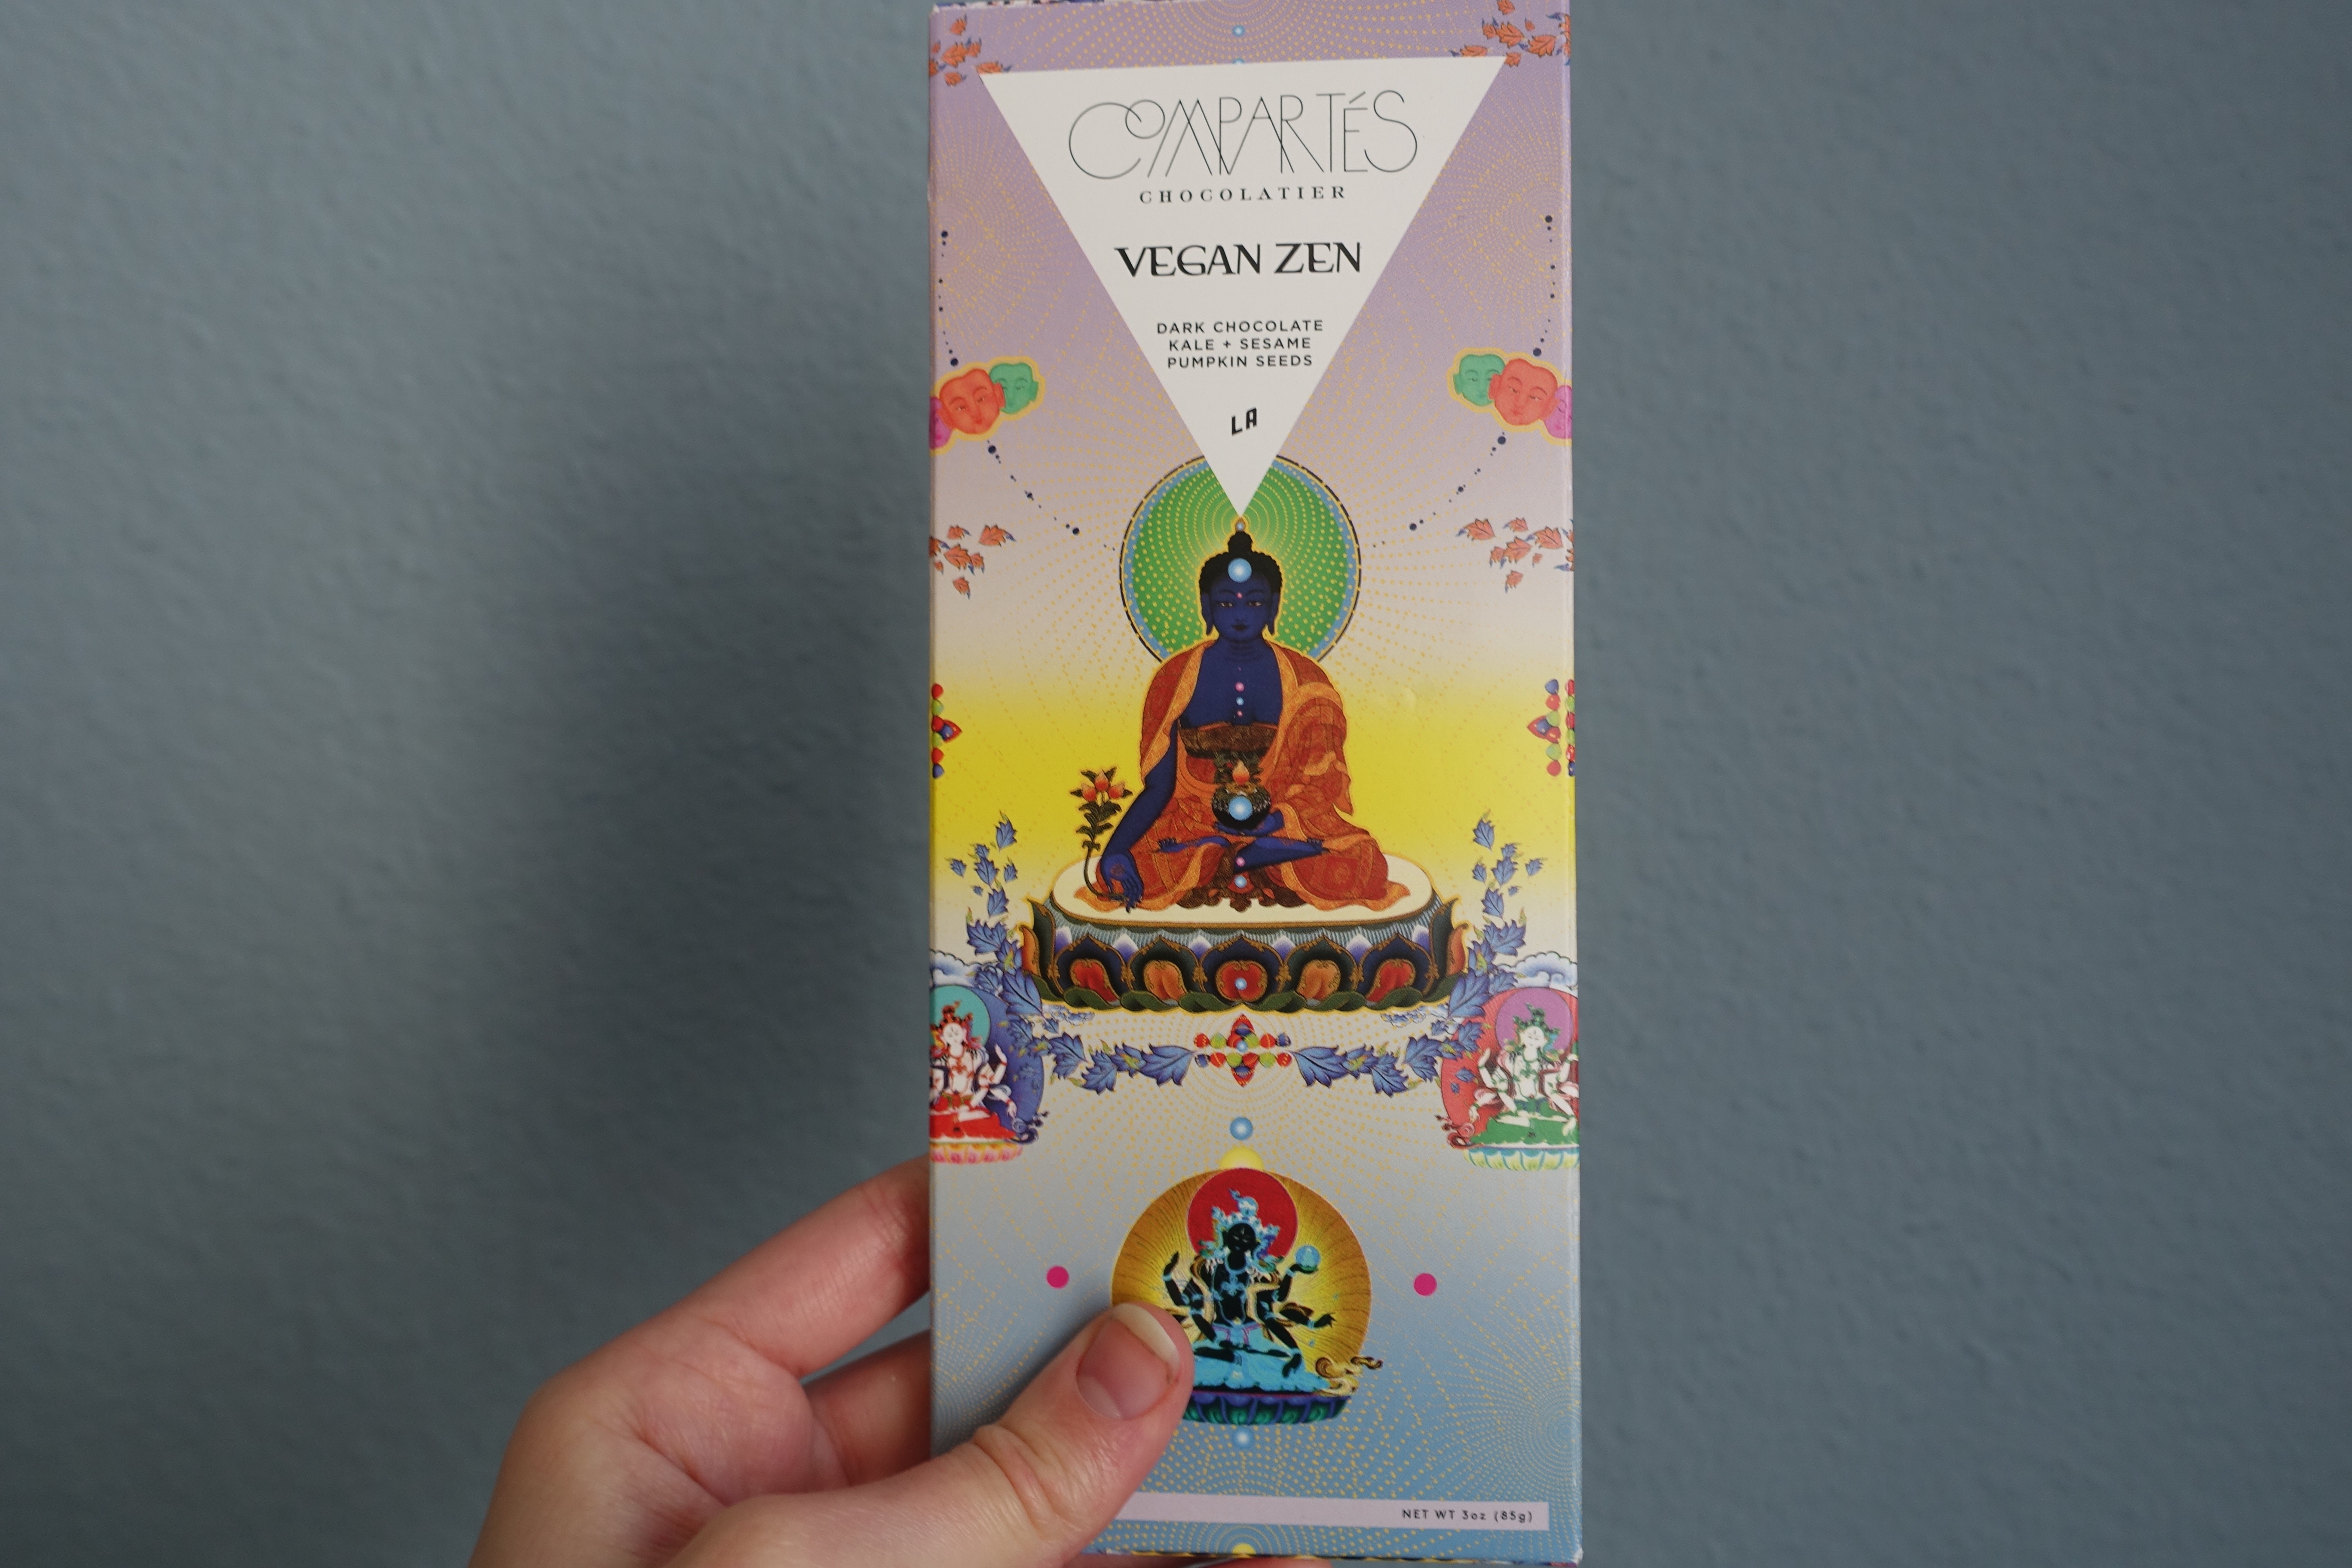 COMPARTÉS
CHOCOLATIER
VEGAN ZEN
DARK CHOCOLATE
KALE + SESAME
PUMPKIN SEEDS
LA
NET WT 3oz (85g)